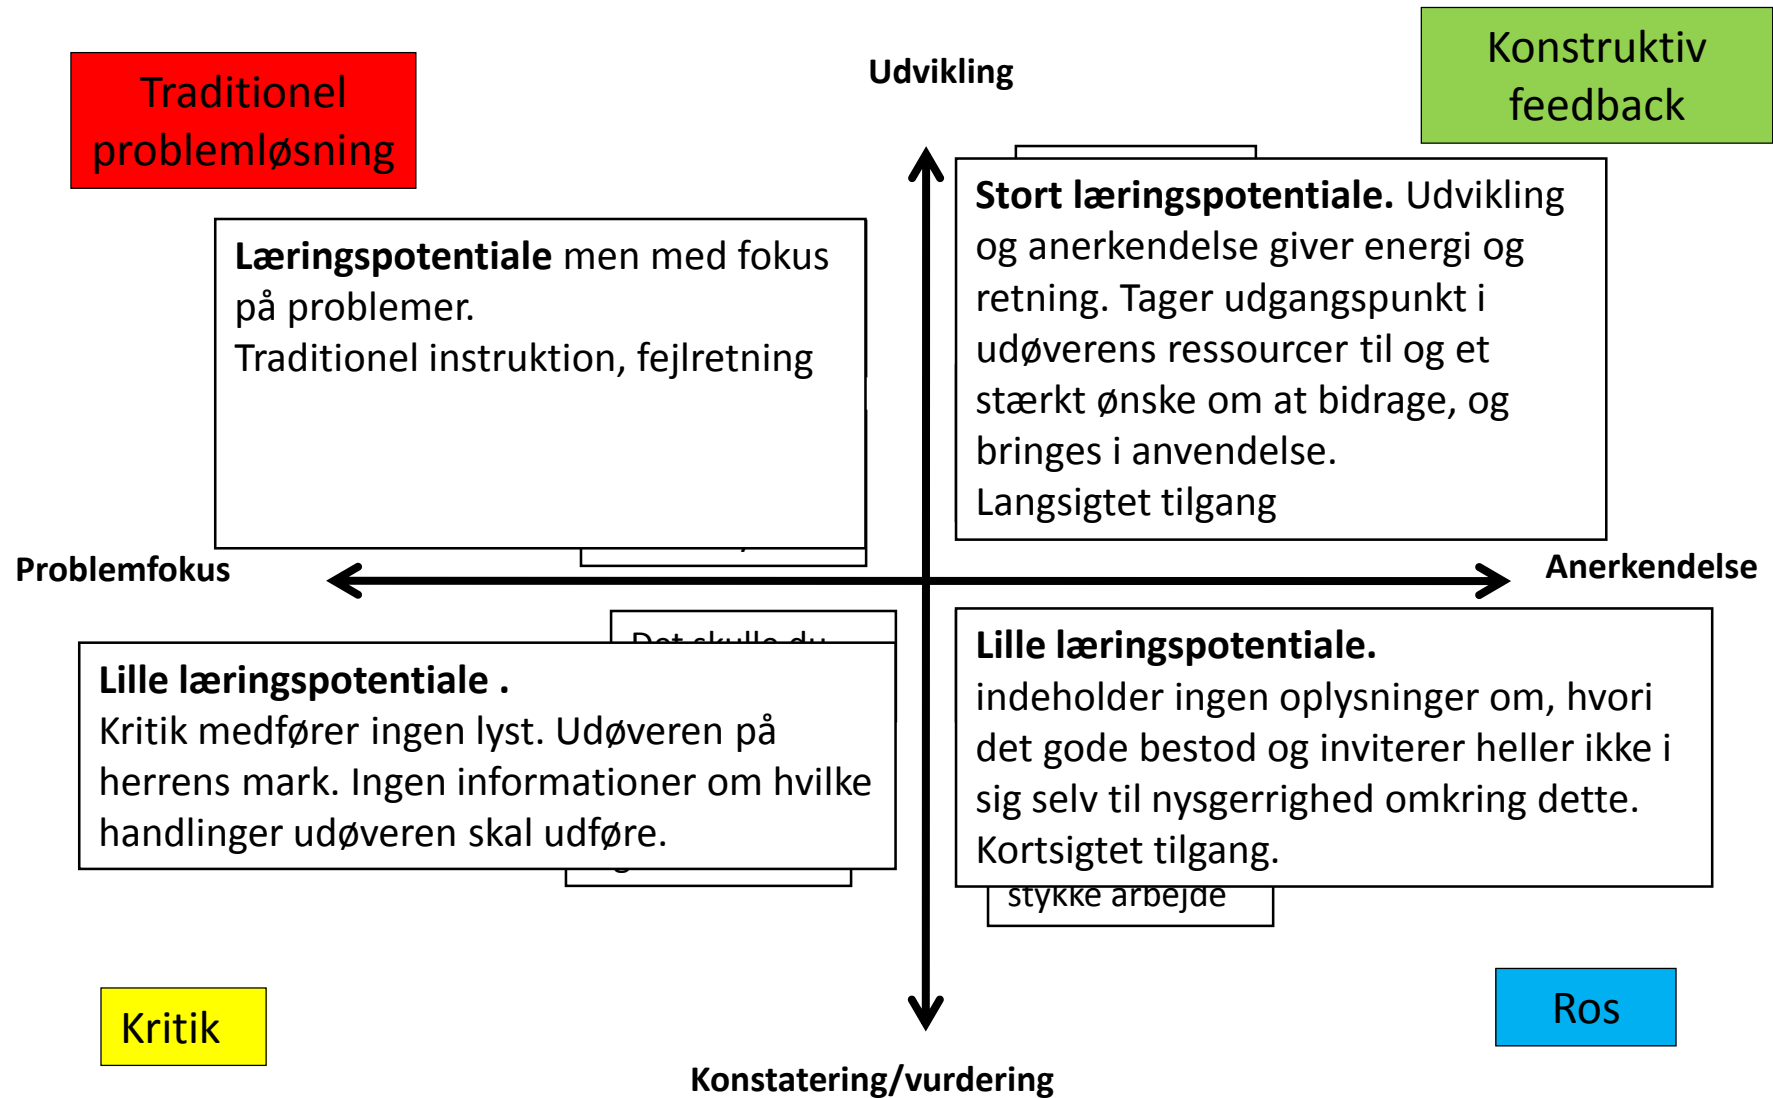 Traditionel
problemløsning
Udvikling
Konstruktiv
feedback
Læringspotentiale men med fokus
på problemer.
Traditionel instruktion, fejlretning
Stort læringspotentiale. Udvikling
og anerkendelse giver energi og
retning. Tager udgangspunkt i
udøverens ressourcer til og et
stærkt ønske om at bidrage, og
bringes i anvendelse.
Langsigtet tilgang
Problemfokus
Anerkendelse
Det skulle du
Lille læringspotentiale .
Kritik medfører ingen lyst. Udøveren på
herrens mark. Ingen informationer om hvilke
handlinger udøveren skal udføre.
Lille læringspotentiale.
indeholder ingen oplysninger om, hvori
det gode bestod og inviterer heller ikke i
sig selv til nysgerrighed omkring dette.
Kortsigtet tilgang.
stykke arbejde
Kritik
Ros
Konstatering/vurdering